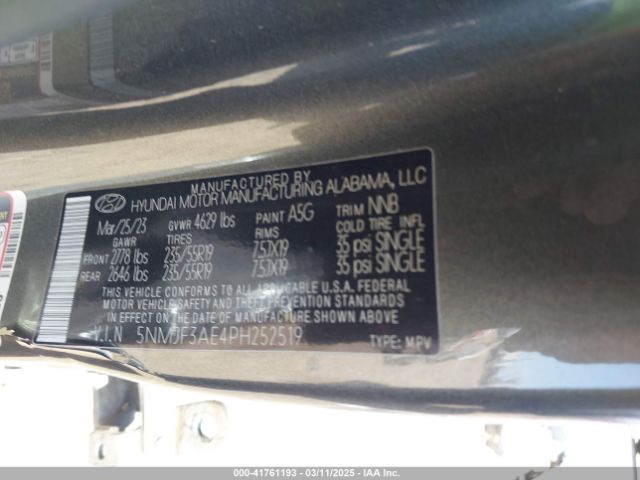 MANUFACTURED BY
HYUNDAI MOTOR MANUFACTURING ALABAMA, LLC
Mar/25/23 GVWR 4629 lbs PAINT A5G TRIM NNB
GAWR TIRES RIMS COLD TIRE INFL
FRONT 2778 lbs 235/55R19 7.5JX19 35 psi SINGLE
REAR 2646 lbs 235/55R19 7.5JX19 35 psi SINGLE
THIS VEHICLE CONFORMS TO ALL APPLICABLE U.S.A. FEDERAL
MOTOR VEHICLE SAFETY AND THEFT PREVENTION STANDARDS
IN EFFECT ON THE DATE OF MANUFACTURE SHOWN ABOVE.
V.I.N 5NMJF3AE4PH252519 TYPE: MPV
000-41761193 - 03/11/2025 - IAA Inc.